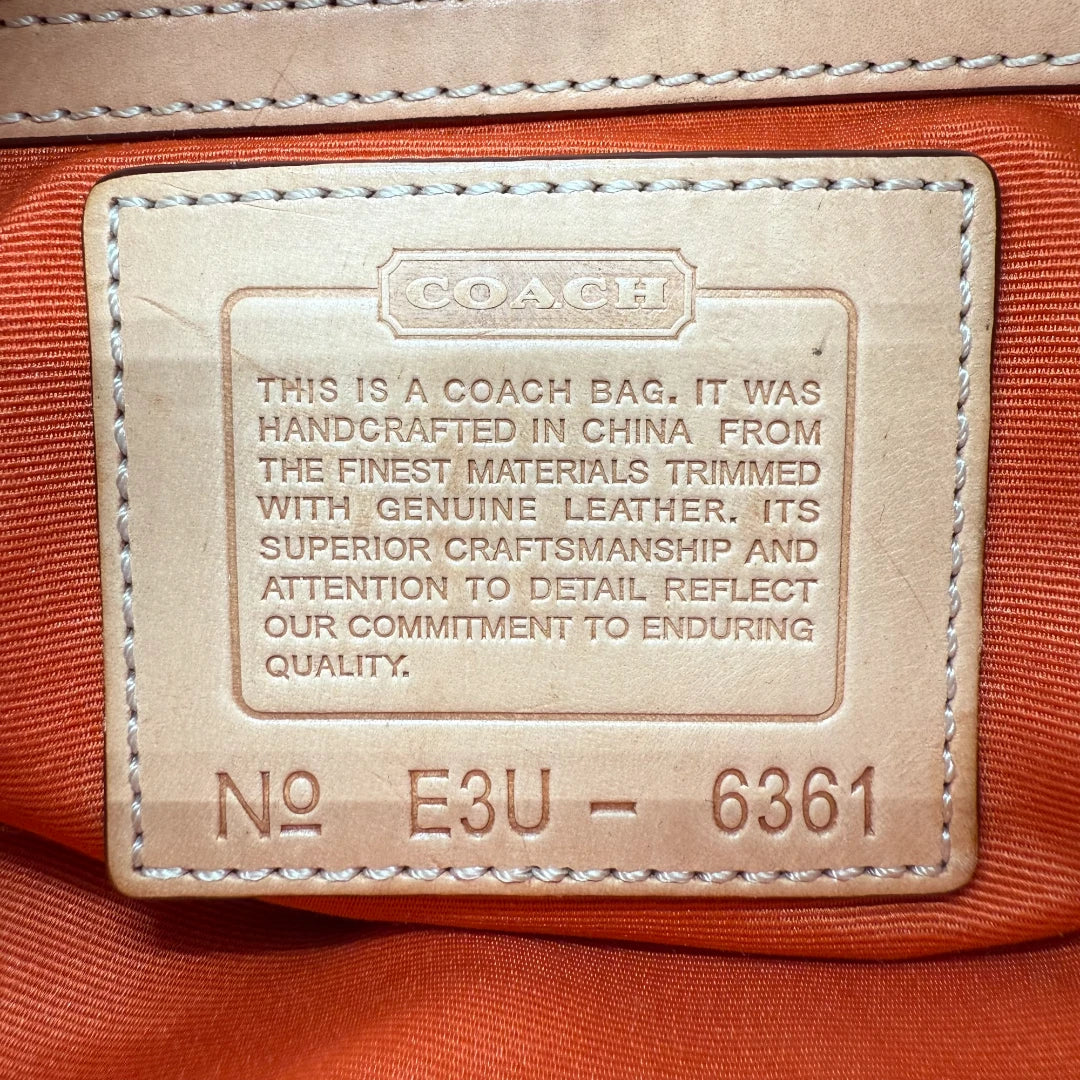 COACH
THIS IS A COACH BAG. IT WAS
HANDCRAFTED IN CHINA FROM
THE FINEST MATERIALS TRIMMED
WITH GENUINE LEATHER. ITS
SUPERIOR CRAFTSMANSHIP AND
ATTENTION TO DETAIL REFLECT
OUR COMMITMENT TO ENDURING
QUALITY.
Nº E3U - 6361